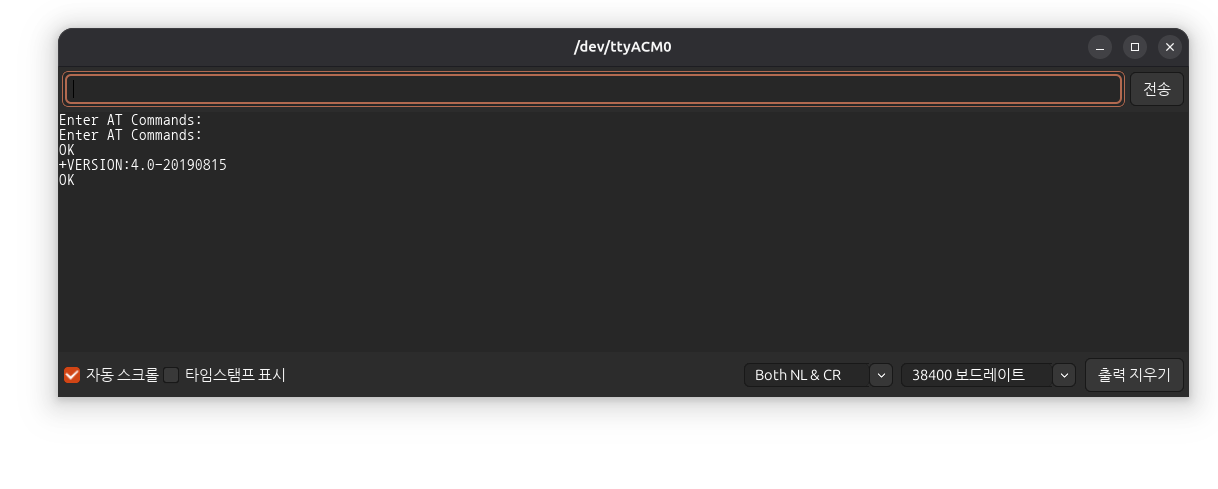 /dev/ttyACM0
전송
Enter AT Commands:
Enter AT Commands:
OK
+VERSION:4.0-20190815
OK
자동 스크롤 타임스탬프 표시 Both NL & CR 38400 보드레이트 출력 지우기